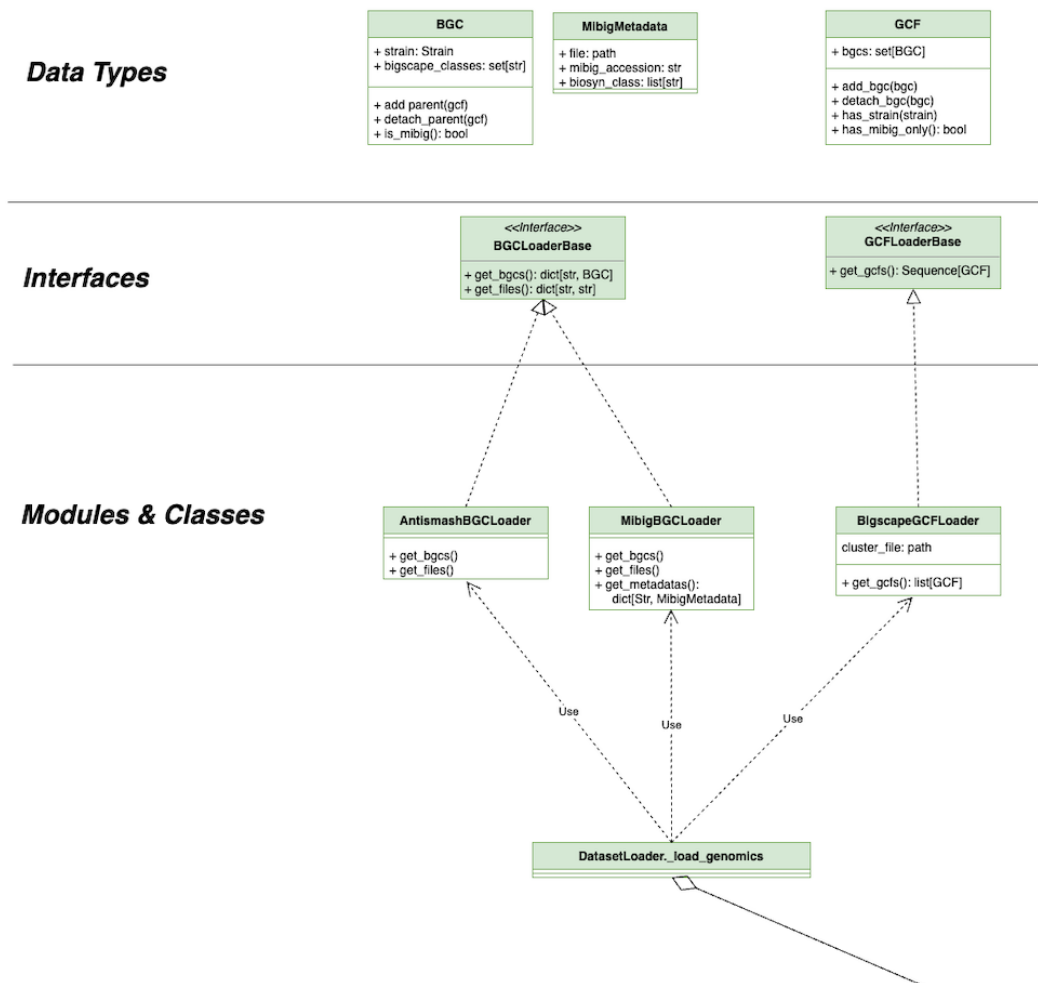 Data Types
BGC
+ strain: Strain
+ bigscape_classes: set[str]
+ add parent(gcf)
+ detach_parent(gcf)
+ is_mibig(): bool
MibigMetadata
+ file: path
+ mibig_accession: str
+ biosyn_class: list[str]
GCF
+ bgcs: set[BGC]
+ add_bgc(bgc)
+ detach_bgc(bgc)
+ has_strain(strain)
+ has_mibig_only(): bool
Interfaces
<<Interface>>
BGCLoaderBase
+ get_bgcs(): dict[str, BGC]
+ get_files(): dict[str, str]
<<Interface>>
GCFLoaderBase
+ get_gcfs(): Sequence[GCF]
Modules & Classes
AntismashBGCLoader
+ get_bgcs()
+ get_files()
MibigBGCLoader
+ get_bgcs()
+ get_files()
+ get_metadatas():
dict[Str, MibigMetadata]
BIgscapeGCFLoader
cluster_file: path
+ get_gcfs(): list[GCF]
Use
Use
Use
DatasetLoader._load_genomics